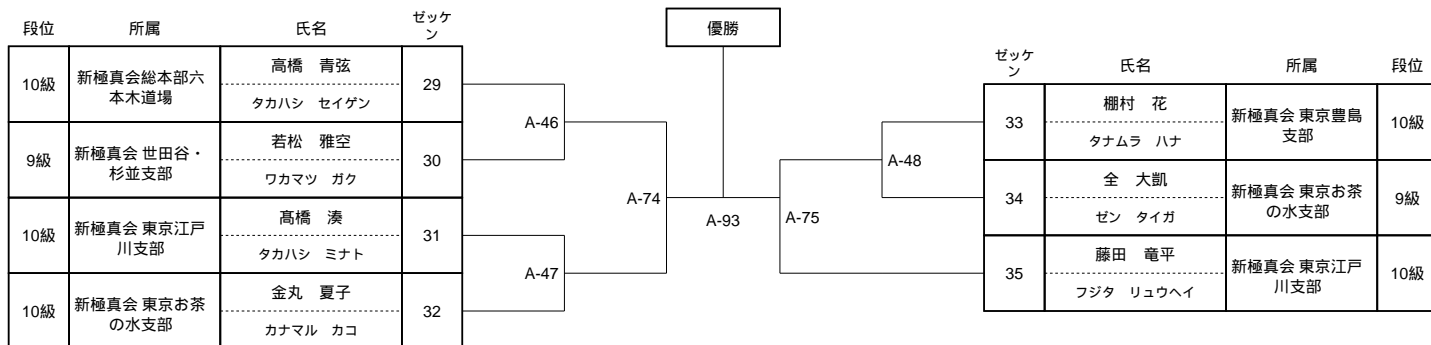 優勝
段位
所属
氏名
ゼッケ
ン
10級
新極真会総本部六
本木道場
高橋　青弦
タカハシ　セイゲン
29
9級
新極真会 世田谷・
杉並支部
若松　雅空
ワカマツ　ガク
30
10級
新極真会 東京江戸
川支部
髙橋　湊
タカハシ　ミナト
31
10級
新極真会 東京お茶
の水支部
金丸　夏子
カナマル　カコ
32
A-46
A-47
A-74
A-93
A-75
A-48
ゼッケ
ン
氏名
所属
段位
33
棚村　花
タナムラ　ハナ
新極真会 東京豊島
支部
10級
34
全　大凱
ゼン　タイガ
新極真会 東京お茶
の水支部
9級
35
藤田　竜平
フジタ　リュウヘイ
新極真会 東京江戸
川支部
10級